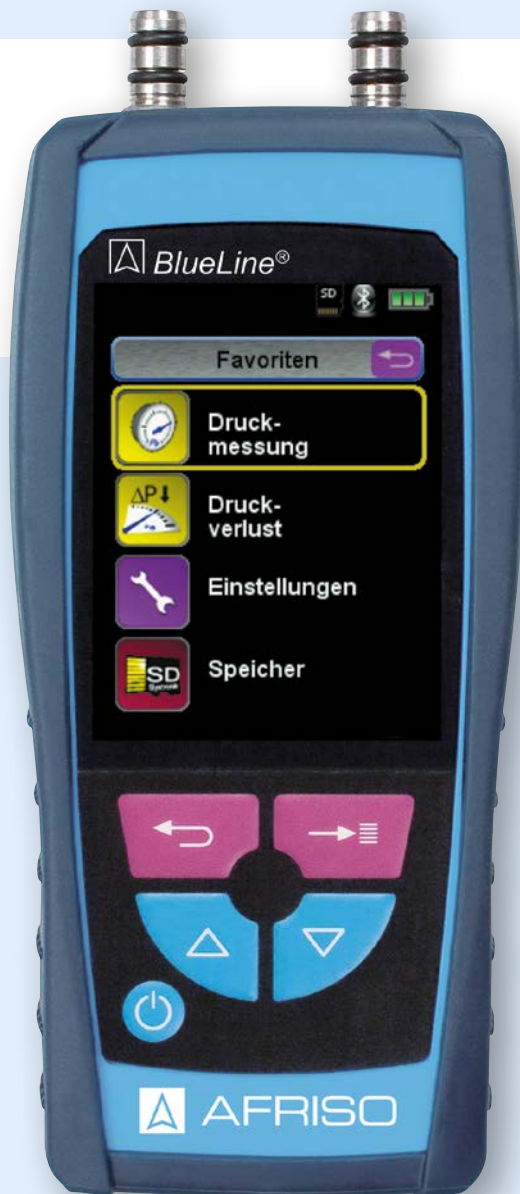 BlueLine®
SD
Favoriten
Druck-
messung
ΔP
Druck-
verlust
Einstellungen
SD
Speicher
AFRISO